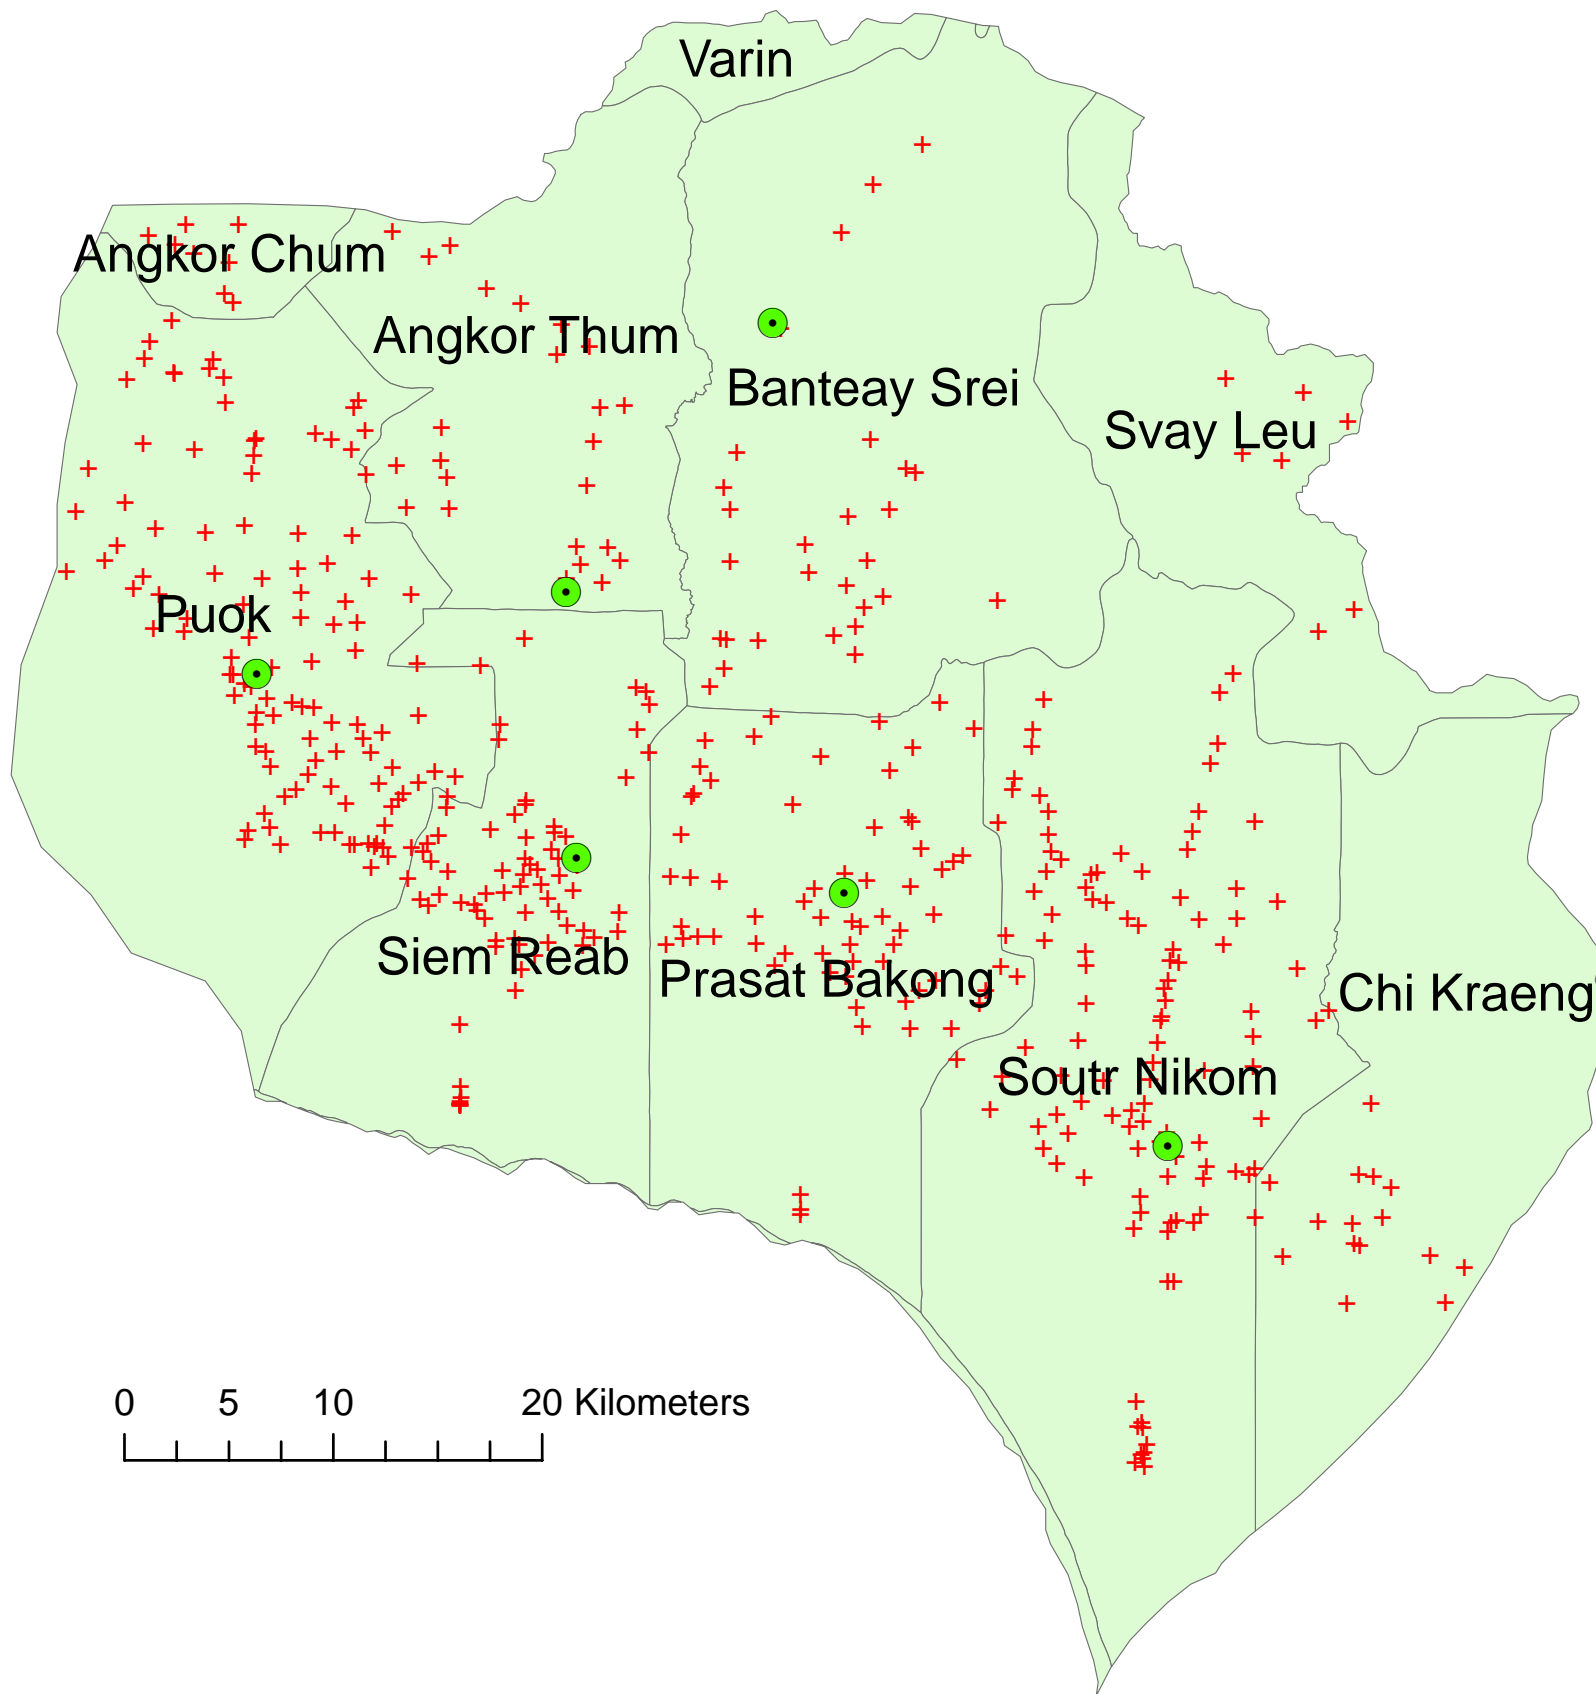 Varin
Angkor Chum
Angkor Thum
Banteay Srei
Svay Leu
Puok
Siem Reab
Prasat Bakong
Chi Kraeng
Soutr Nikom
0 5 10 20 Kilometers